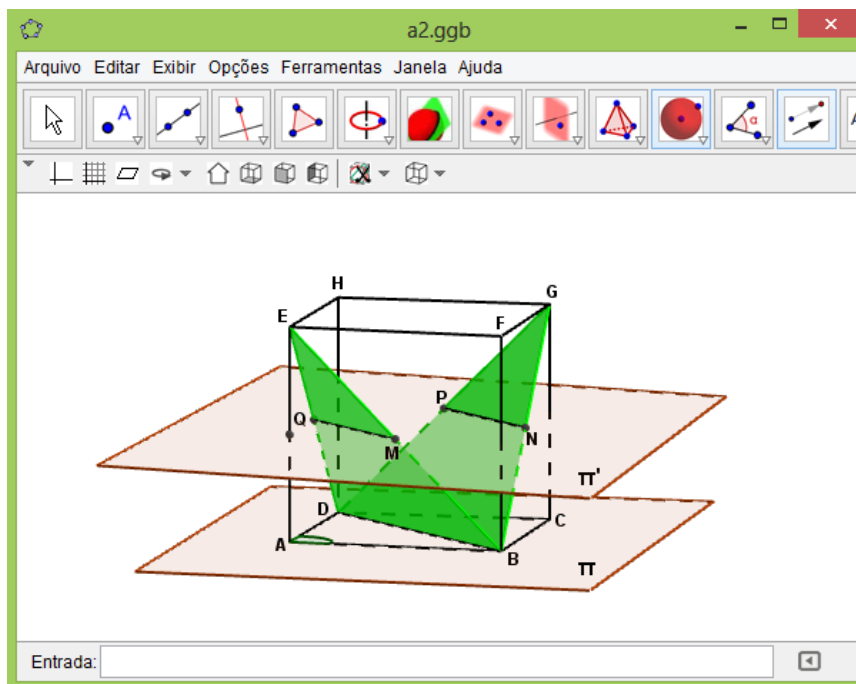 a2.ggb
Arquivo Editar Exibir Opções Ferramentas Janela Ajuda
A
α
A
H
G
E
F
P
Q
N
M
π'
D
C
A
B
π
Entrada: